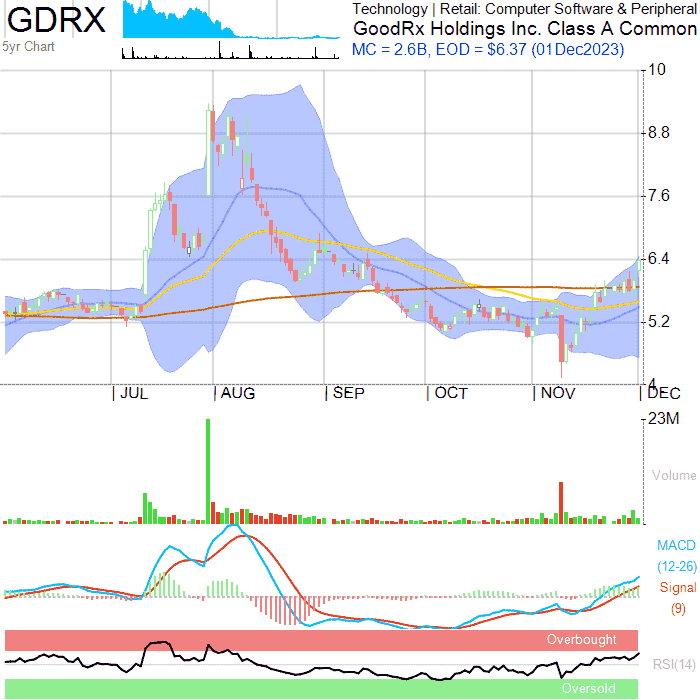 GDRX
5yr Chart
Technology | Retail: Computer Software & Peripheral
GoodRx Holdings Inc. Class A Common
MC = 2.6B, EOD = $6.37 (01Dec2023)
10
8.8
7.6
6.4
5.2
4
JUL
AUG
SEP
OCT
NOV
DEC
23M
Volume
MACD
(12-26)
Signal
(9)
Overbought
RSI(14)
Oversold